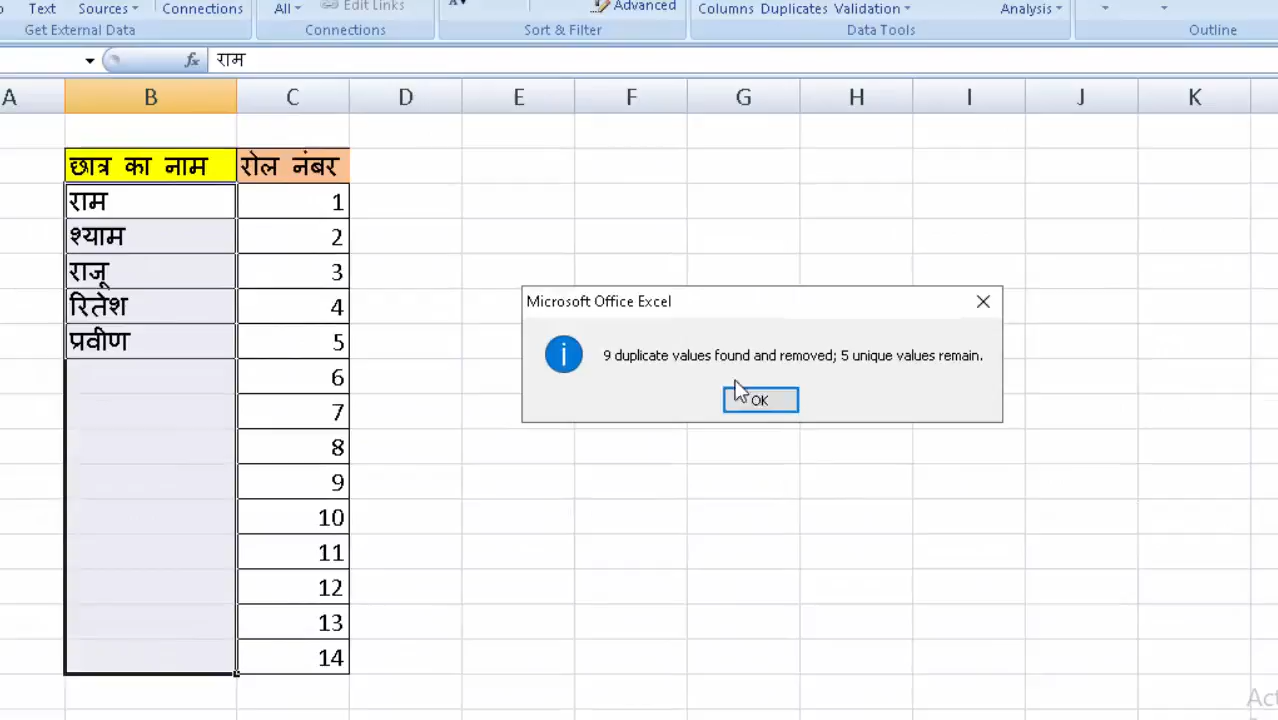 Text Sources Connections All Edit Links Advanced Columns Duplicates Validation Analysis
Get External Data Connections Sort & Filter Data Tools Outline
fx राम
A B C D E F G H I J K
छात्र का नाम रोल नंबर
राम 1
श्याम 2
राजू 3
रितेश 4
प्रवीण 5
6
7
8
9
10
11
12
13
14
Microsoft Office Excel
9 duplicate values found and removed; 5 unique values remain.
OK